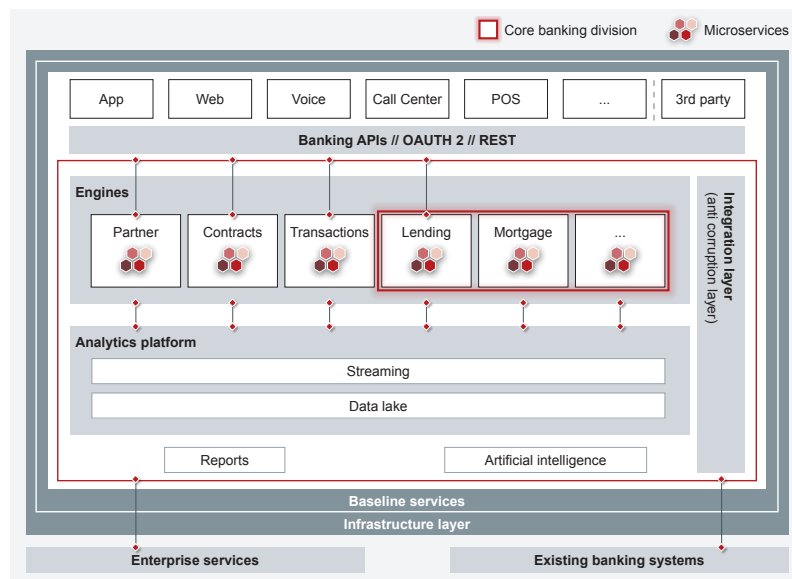 Core banking division
Microservices
App
Web
Voice
Call Center
POS
...
3rd party
Banking APIs // OAUTH 2 // REST
Engines
Partner
Contracts
Transactions
Lending
Mortgage
...
Integration layer
(anti corruption layer)
Analytics platform
Streaming
Data lake
Reports
Artificial intelligence
Baseline services
Infrastructure layer
Enterprise services
Existing banking systems